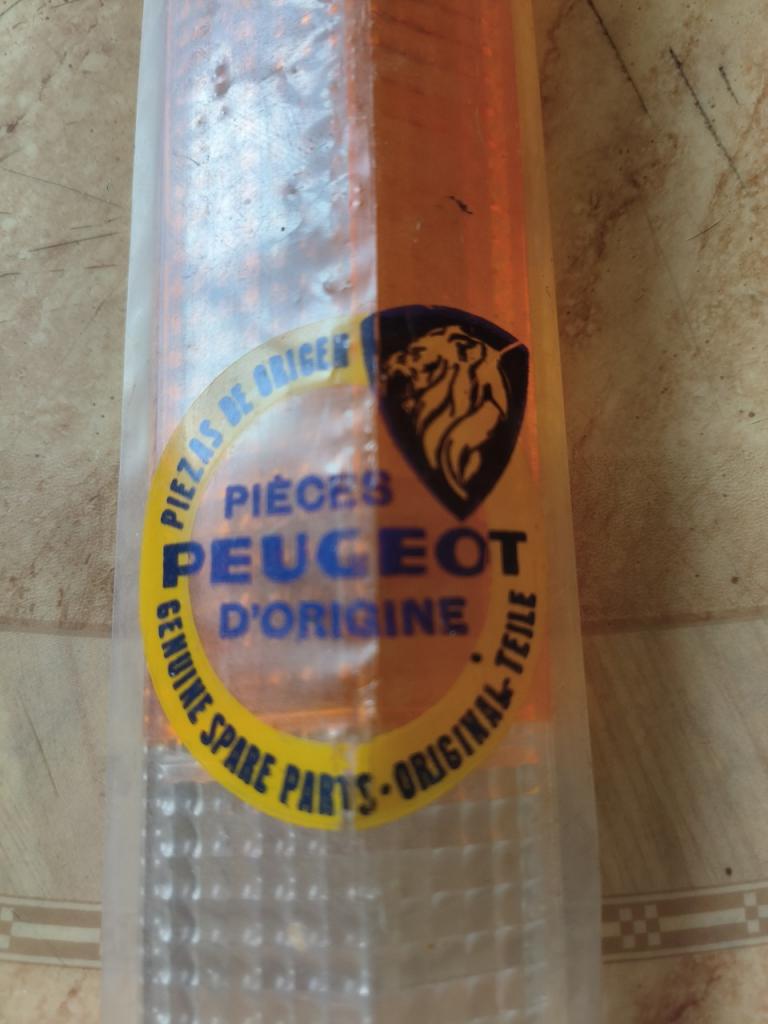 PIEZAS DE ORIGEN
PIÈCES
PEUGEOT
D'ORIGINE
GENUINE SPARE PARTS - ORIGINAL-TEILE